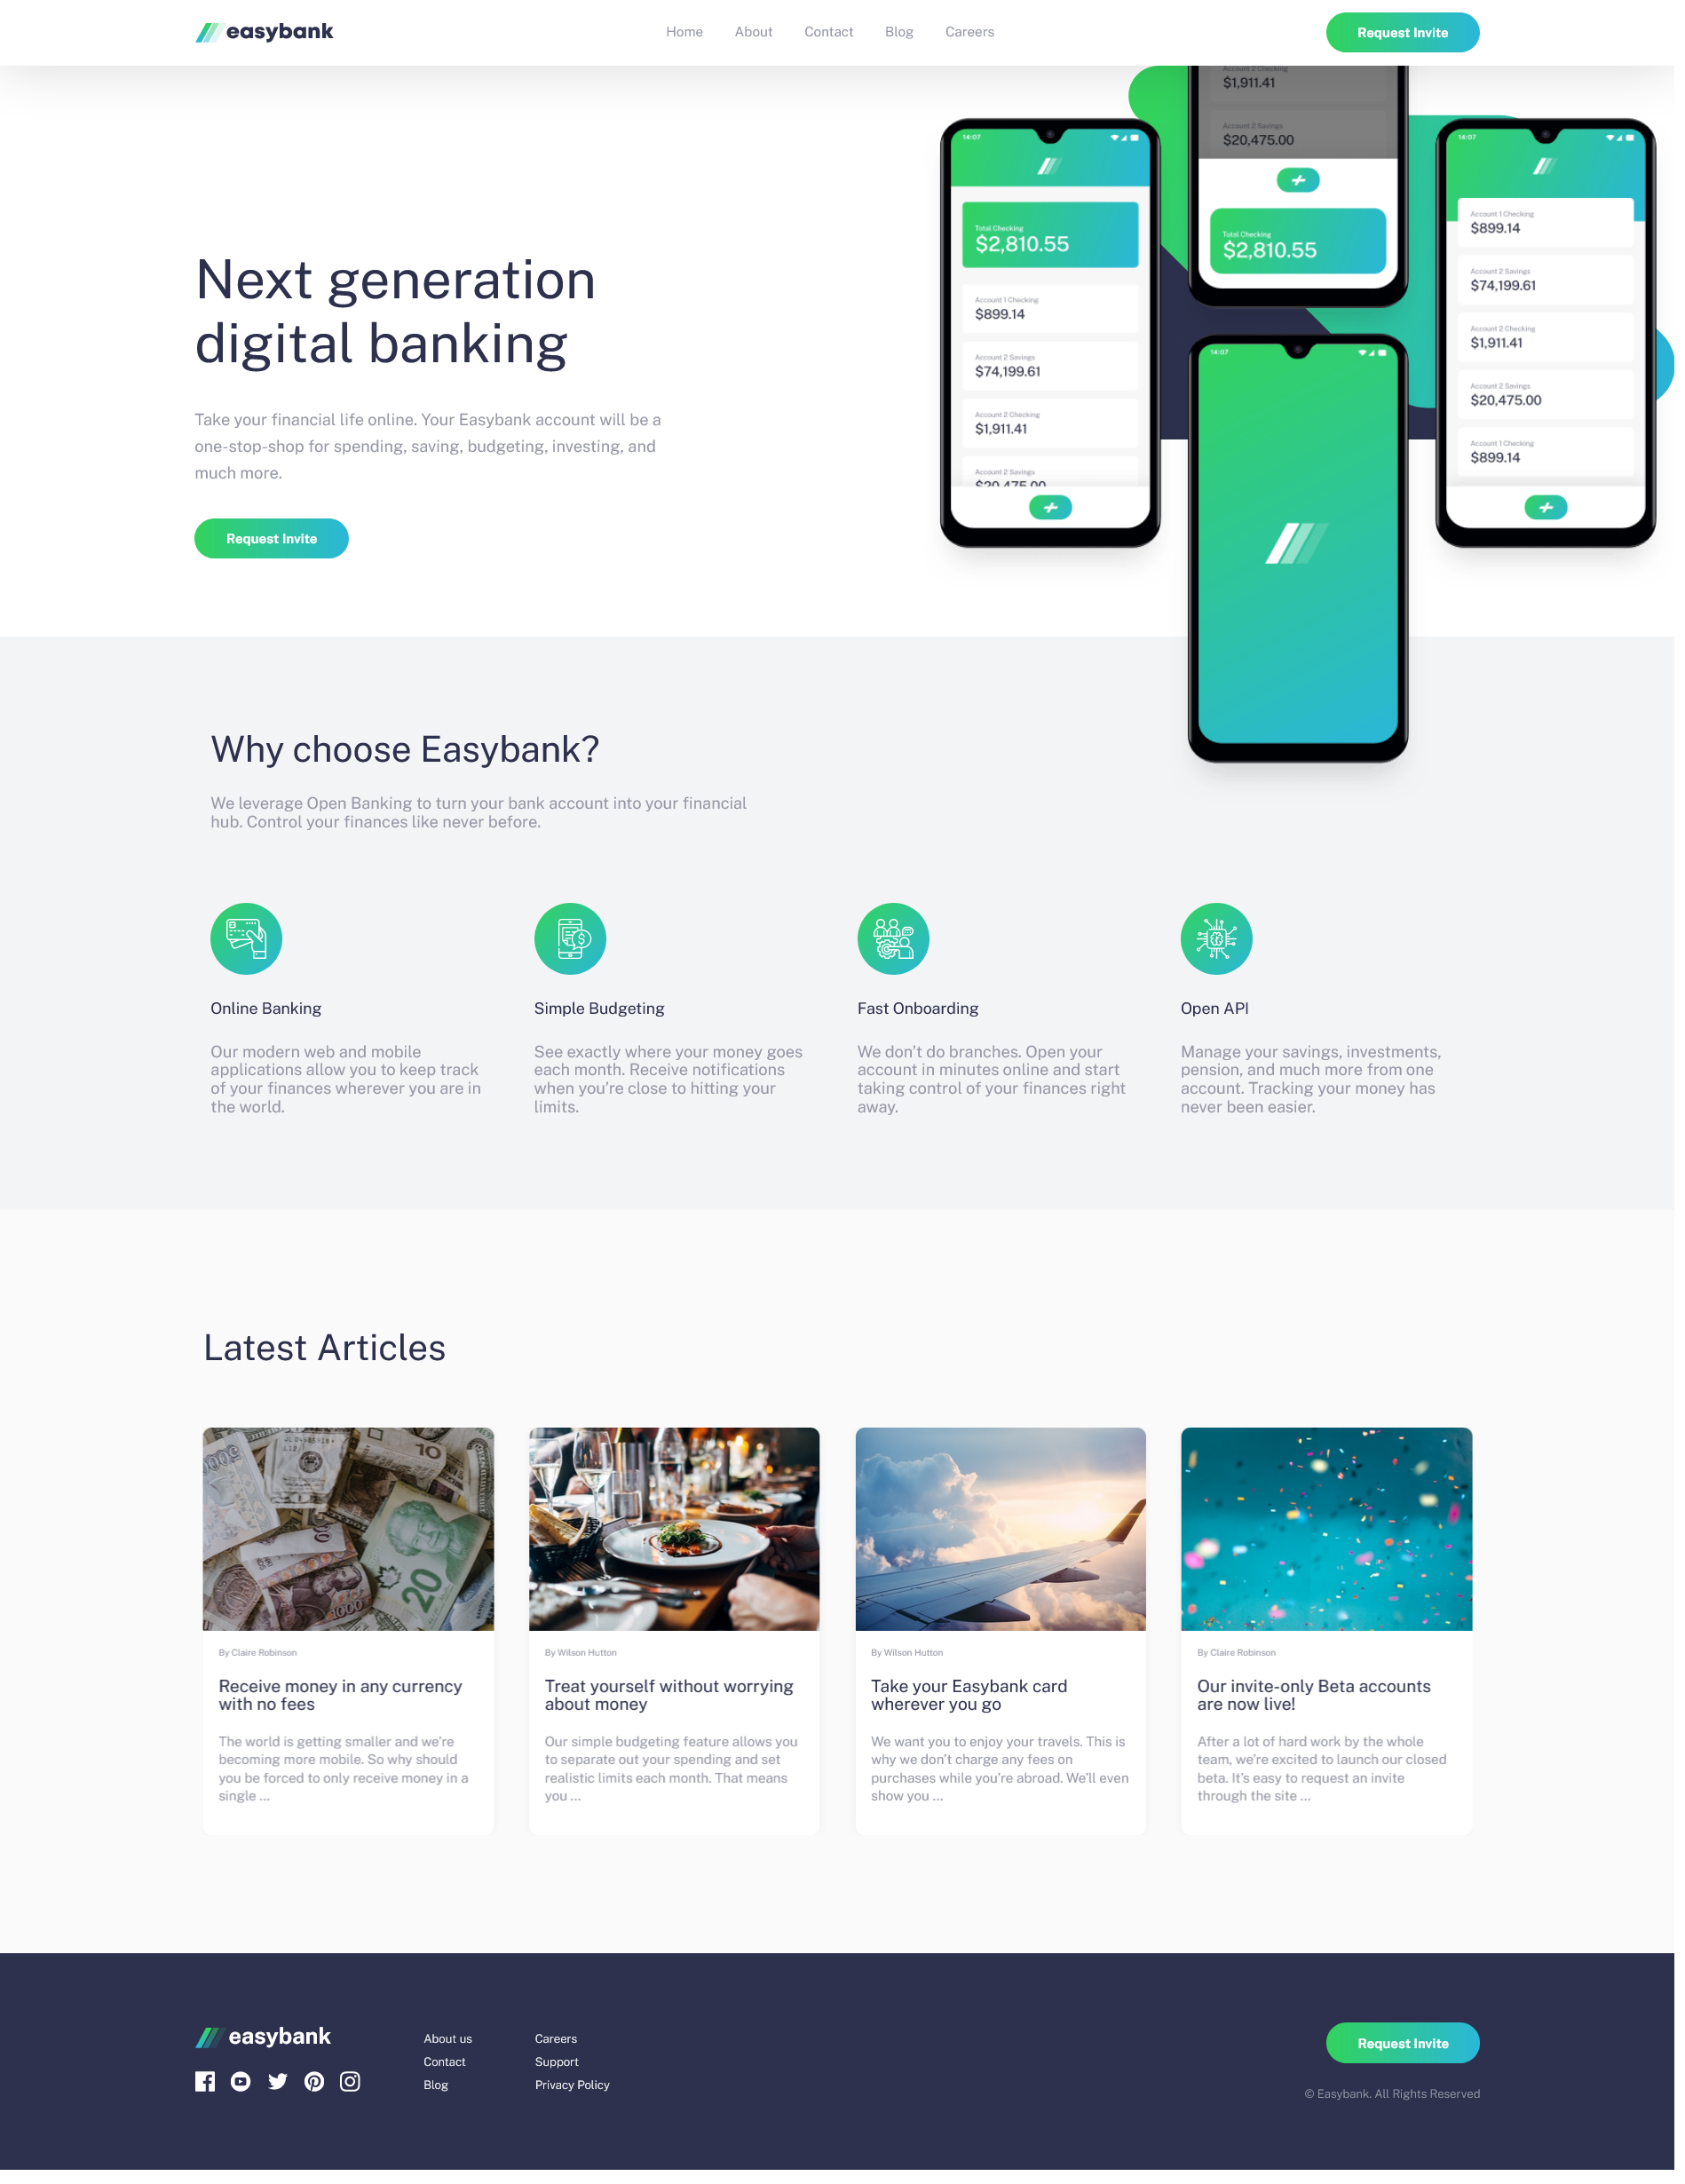 easybank
Home About Contact Blog Careers
Request Invite
Next generation
digital banking
Take your financial life online. Your Easybank account will be a
one-stop-shop for spending, saving, budgeting, investing, and
much more.
Request Invite
14:07
Total Checking
$2,810.55
Account 1 Checking
$899.14
Account 2 Savings
$74,199.61
Account 2 Checking
$1,911.41
Account 2 Savings
$20,475.00
Account 2 Checking
$1,911.41
Account 2 Savings
$20,475.00
Total Checking
$2,810.55
14:07
14:07
Account 1 Checking
$899.14
Account 2 Savings
$74,199.61
Account 2 Checking
$1,911.41
Account 2 Savings
$20,475.00
Account 1 Checking
$899.14
Why choose Easybank?
We leverage Open Banking to turn your bank account into your financial
hub. Control your finances like never before.
Online Banking
Our modern web and mobile
applications allow you to keep track
of your finances wherever you are in
the world.
Simple Budgeting
See exactly where your money goes
each month. Receive notifications
when you’re close to hitting your
limits.
Fast Onboarding
We don’t do branches. Open your
account in minutes online and start
taking control of your finances right
away.
Open API
Manage your savings, investments,
pension, and much more from one
account. Tracking your money has
never been easier.
Latest Articles
10
20
1000
By Claire Robinson
Receive money in any currency
with no fees
The world is getting smaller and we’re
becoming more mobile. So why should
you be forced to only receive money in a
single ...
By Wilson Hutton
Treat yourself without worrying
about money
Our simple budgeting feature allows you
to separate out your spending and set
realistic limits each month. That means
you ...
By Wilson Hutton
Take your Easybank card
wherever you go
We want you to enjoy your travels. This is
why we don’t charge any fees on
purchases while you’re abroad. We’ll even
show you ...
By Claire Robinson
Our invite-only Beta accounts
are now live!
After a lot of hard work by the whole
team, we’re excited to launch our closed
beta. It’s easy to request an invite
through the site ...
easybank
About us
Contact
Blog
Careers
Support
Privacy Policy
Request Invite
© Easybank. All Rights Reserved